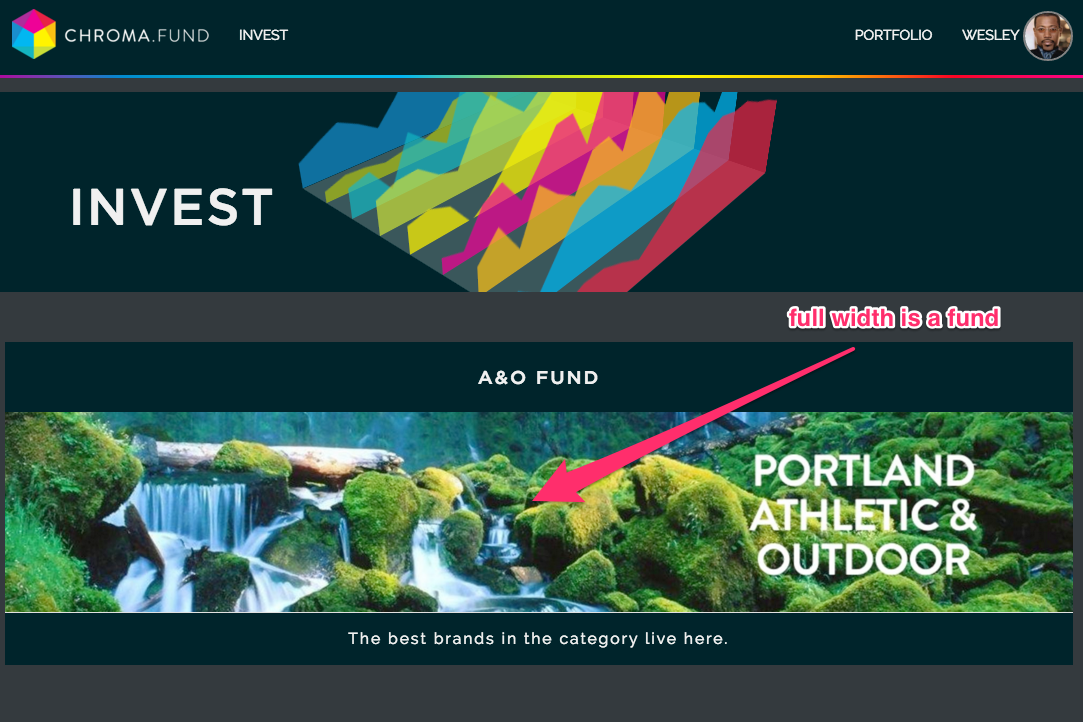 CHROMA.FUND INVEST PORTFOLIO WESLEY
INVEST
full width is a fund
A&O FUND
PORTLAND
ATHLETIC &
OUTDOOR
The best brands in the category live here.